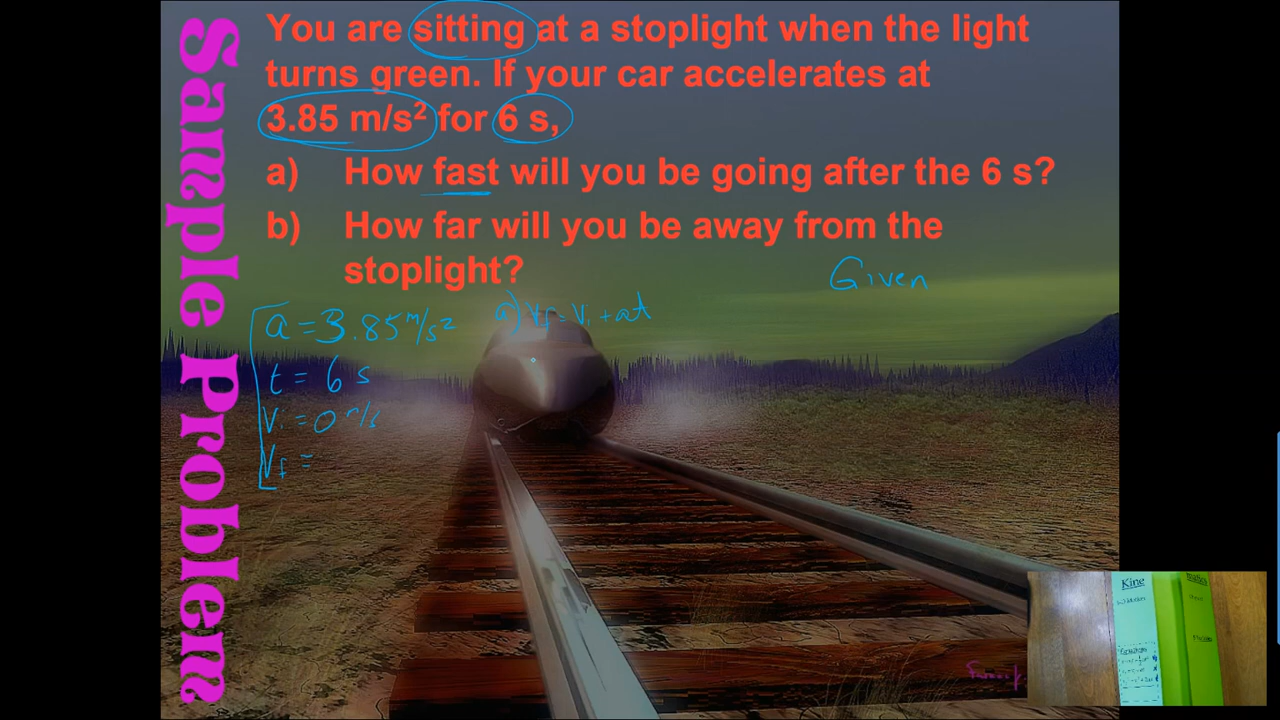 Sample Problem
You are sitting at a stoplight when the light
turns green. If your car accelerates at
3.85 m/s² for 6 s,
a) How fast will you be going after the 6 s?
b) How far will you be away from the
stoplight?
Given
a = 3.85 m/s²
t = 6 s
Vi = 0 m/s
Vf =
a) Vf = Vi + at
Kine